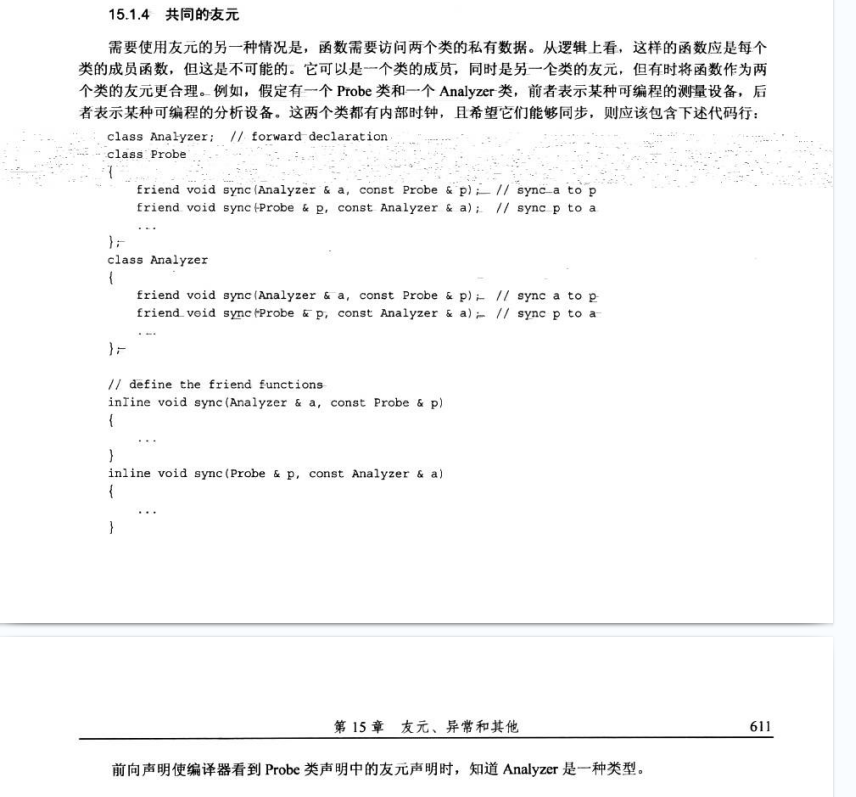 15.1.4 共同的友元
需要使用友元的另一种情况是，函数需要访问两个类的私有数据。从逻辑上看，这样的函数应是每个
类的成员函数，但这是不可能的。它可以是一个类的成员，同时是另一个类的友元，但有时将函数作为两
个类的友元更合理。例如，假定有一个 Probe 类和一个 Analyzer 类，前者表示某种可编程的测量设备，后
者表示某种可编程的分析设备。这两个类都有内部时钟，且希望它们能够同步，则应该包含下述代码行：
class Analyzer;  // forward declaration
class Probe
{
    friend void sync(Analyzer & a, const Probe & p);  // sync a to p
    friend void sync(Probe & p, const Analyzer & a);  // sync p to a
    ...
};
class Analyzer
{
    friend void sync(Analyzer & a, const Probe & p);  // sync a to p
    friend void sync(Probe & p, const Analyzer & a);  // sync p to a
    ...
};
// define the friend functions
inline void sync(Analyzer & a, const Probe & p)
{
    ...
}
inline void sync(Probe & p, const Analyzer & a)
{
    ...
}
第 15 章 友元、异常和其他 611
前向声明使编译器看到 Probe 类声明中的友元声明时，知道 Analyzer 是一种类型。